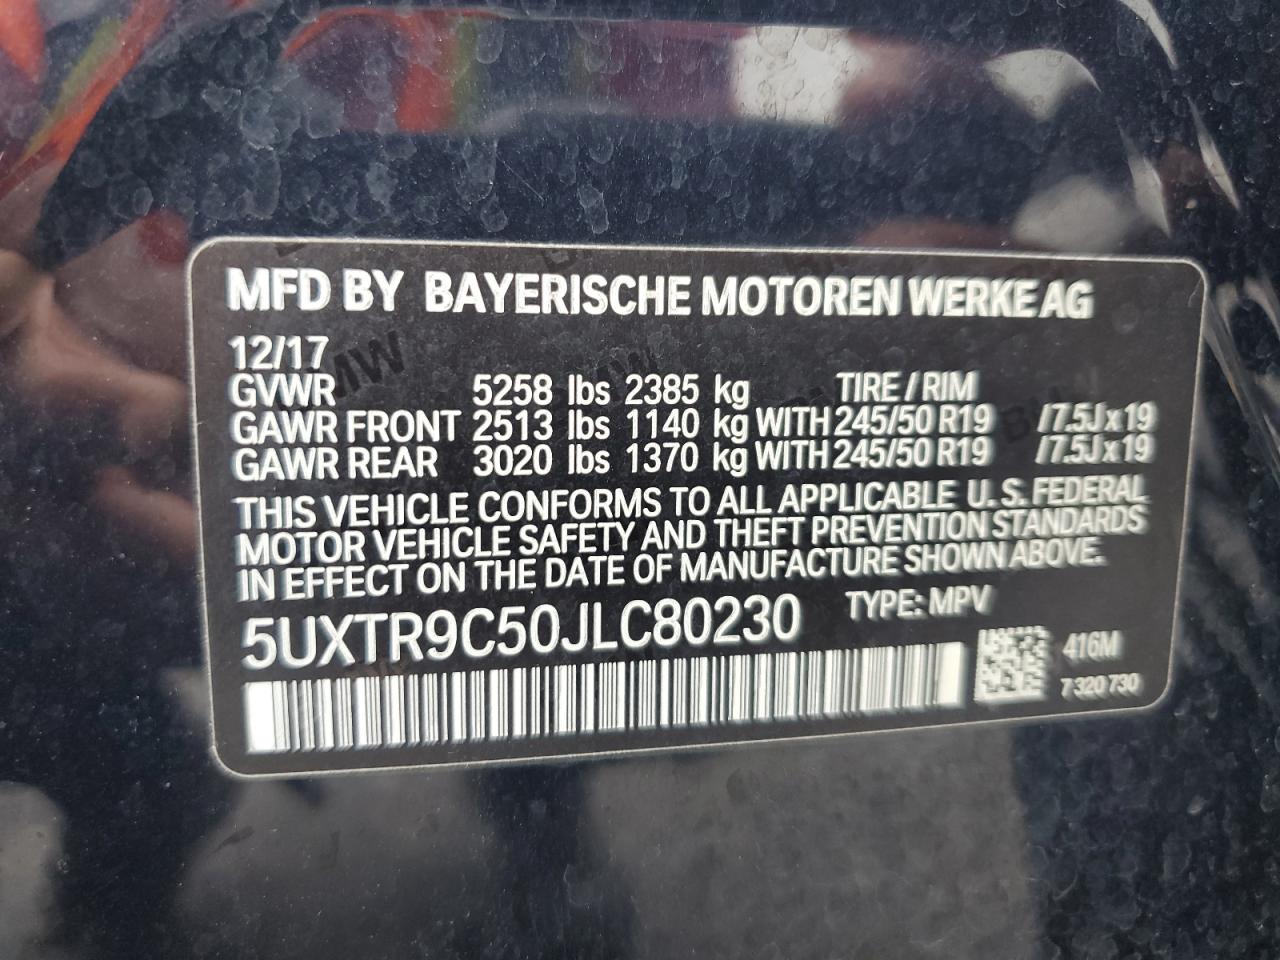 MFD BY BAYERISCHE MOTOREN WERKE AG
12/17
GVWR 5258 lbs 2385 kg TIRE / RIM
GAWR FRONT 2513 lbs 1140 kg WITH 245/50 R19 /7.5J x 19
GAWR REAR 3020 lbs 1370 kg WITH 245/50 R19 /7.5J x 19
THIS VEHICLE CONFORMS TO ALL APPLICABLE U. S. FEDERAL
MOTOR VEHICLE SAFETY AND THEFT PREVENTION STANDARDS
IN EFFECT ON THE DATE OF MANUFACTURE SHOWN ABOVE.
5UXTR9C50JLC80230 TYPE: MPV
416M
7 320 730